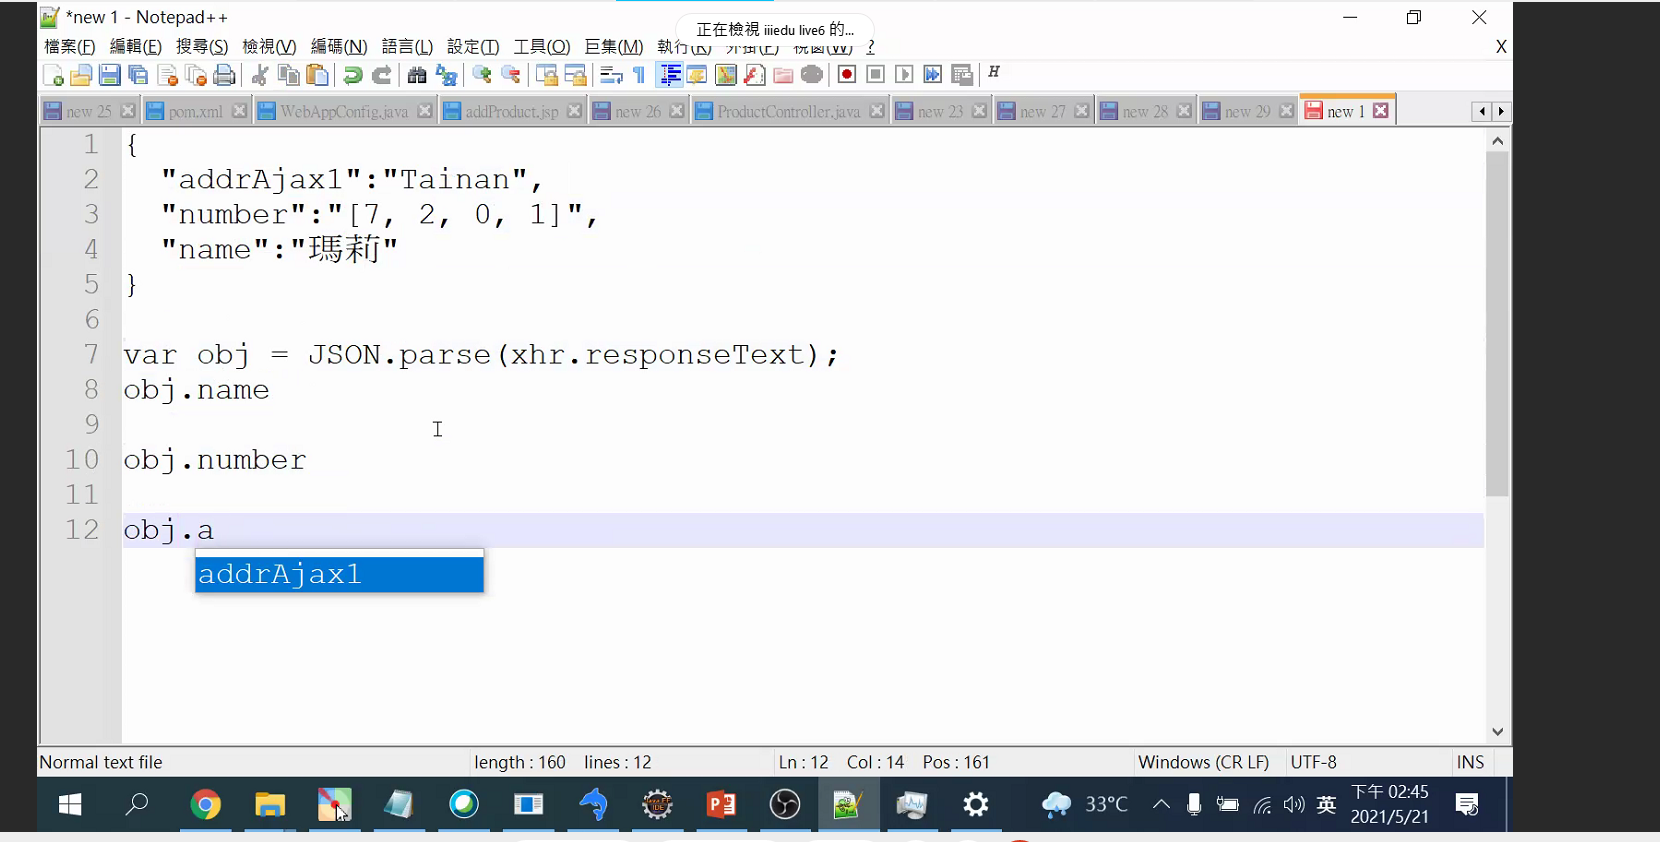 *new 1 - Notepad++
正在檢視 iiiedu live6 的...
檔案(F) 編輯(E) 搜尋(S) 檢視(V) 編碼(N) 語言(L) 設定(T) 工具(O) 巨集(M) 執行(R) 外掛(P) 視窗(W) ? X
new 25 pom.xml WebAppConfig.java addProduct.jsp new 26 ProductController.java new 23 new 27 new 28 new 29 new 1
1 {
2 "addrAjax1":"Tainan",
3 "number":"[7, 2, 0, 1]",
4 "name":"瑪莉"
5 }
6
7 var obj = JSON.parse(xhr.responseText);
8 obj.name
9
10 obj.number
11
12 obj.a
addrAjax1
Normal text file length : 160 lines : 12 Ln : 12 Col : 14 Pos : 161 Windows (CR LF) UTF-8 INS
33°C 英 下午 02:45
2021/5/21